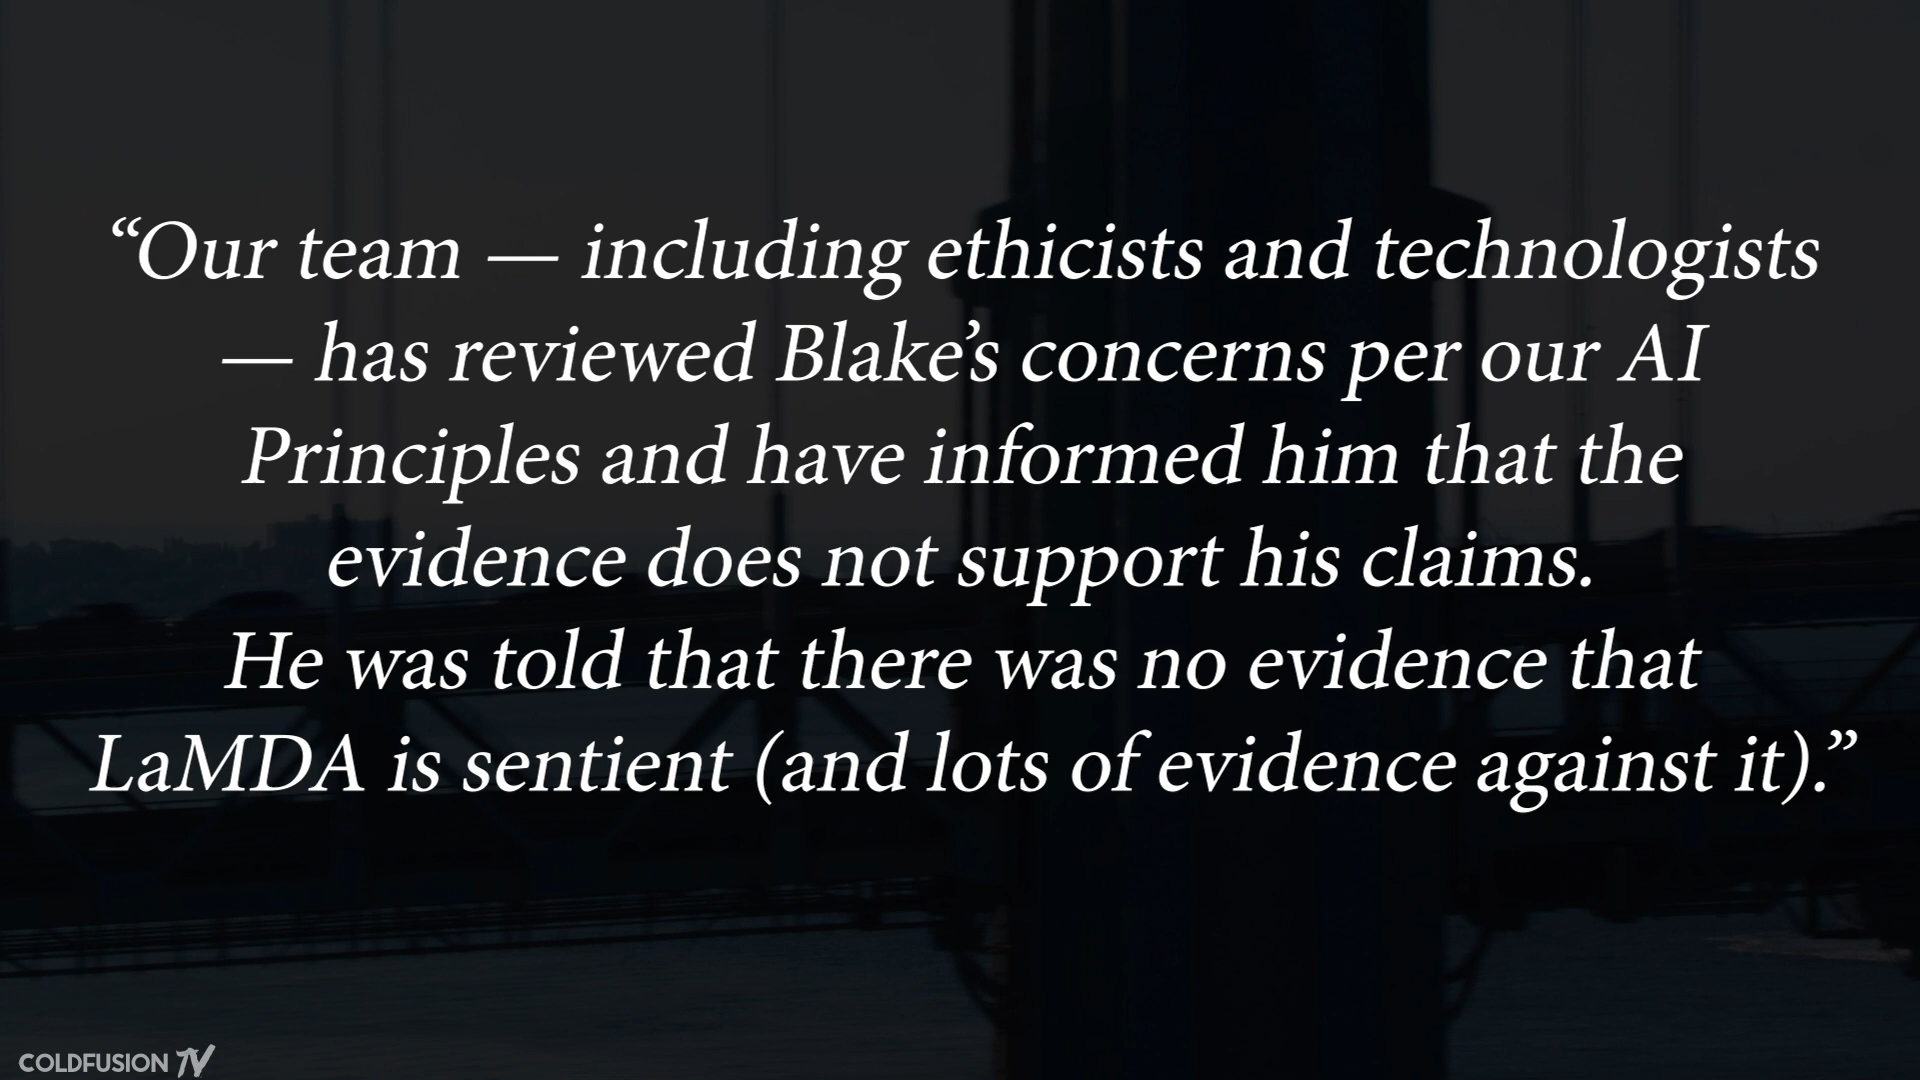 “Our team — including ethicists and technologists
— has reviewed Blake’s concerns per our AI
Principles and have informed him that the
evidence does not support his claims.
He was told that there was no evidence that
LaMDA is sentient (and lots of evidence against it).”
COLDFUSION TV